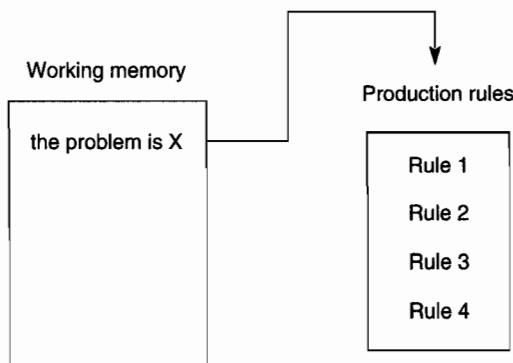 Working memory
the problem is X
Production rules
Rule 1
Rule 2
Rule 3
Rule 4